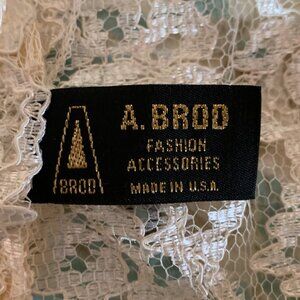 BROD
A. BROD
FASHION
ACCESSORIES
MADE IN U.S.A.